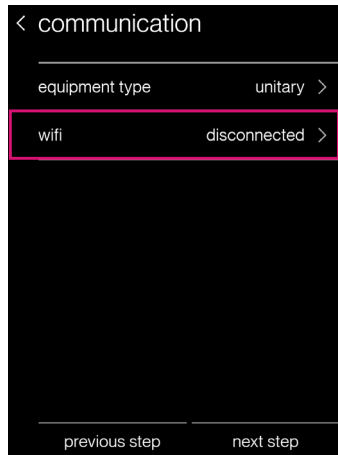 < communication
equipment type unitary >
wifi disconnected >
previous step next step